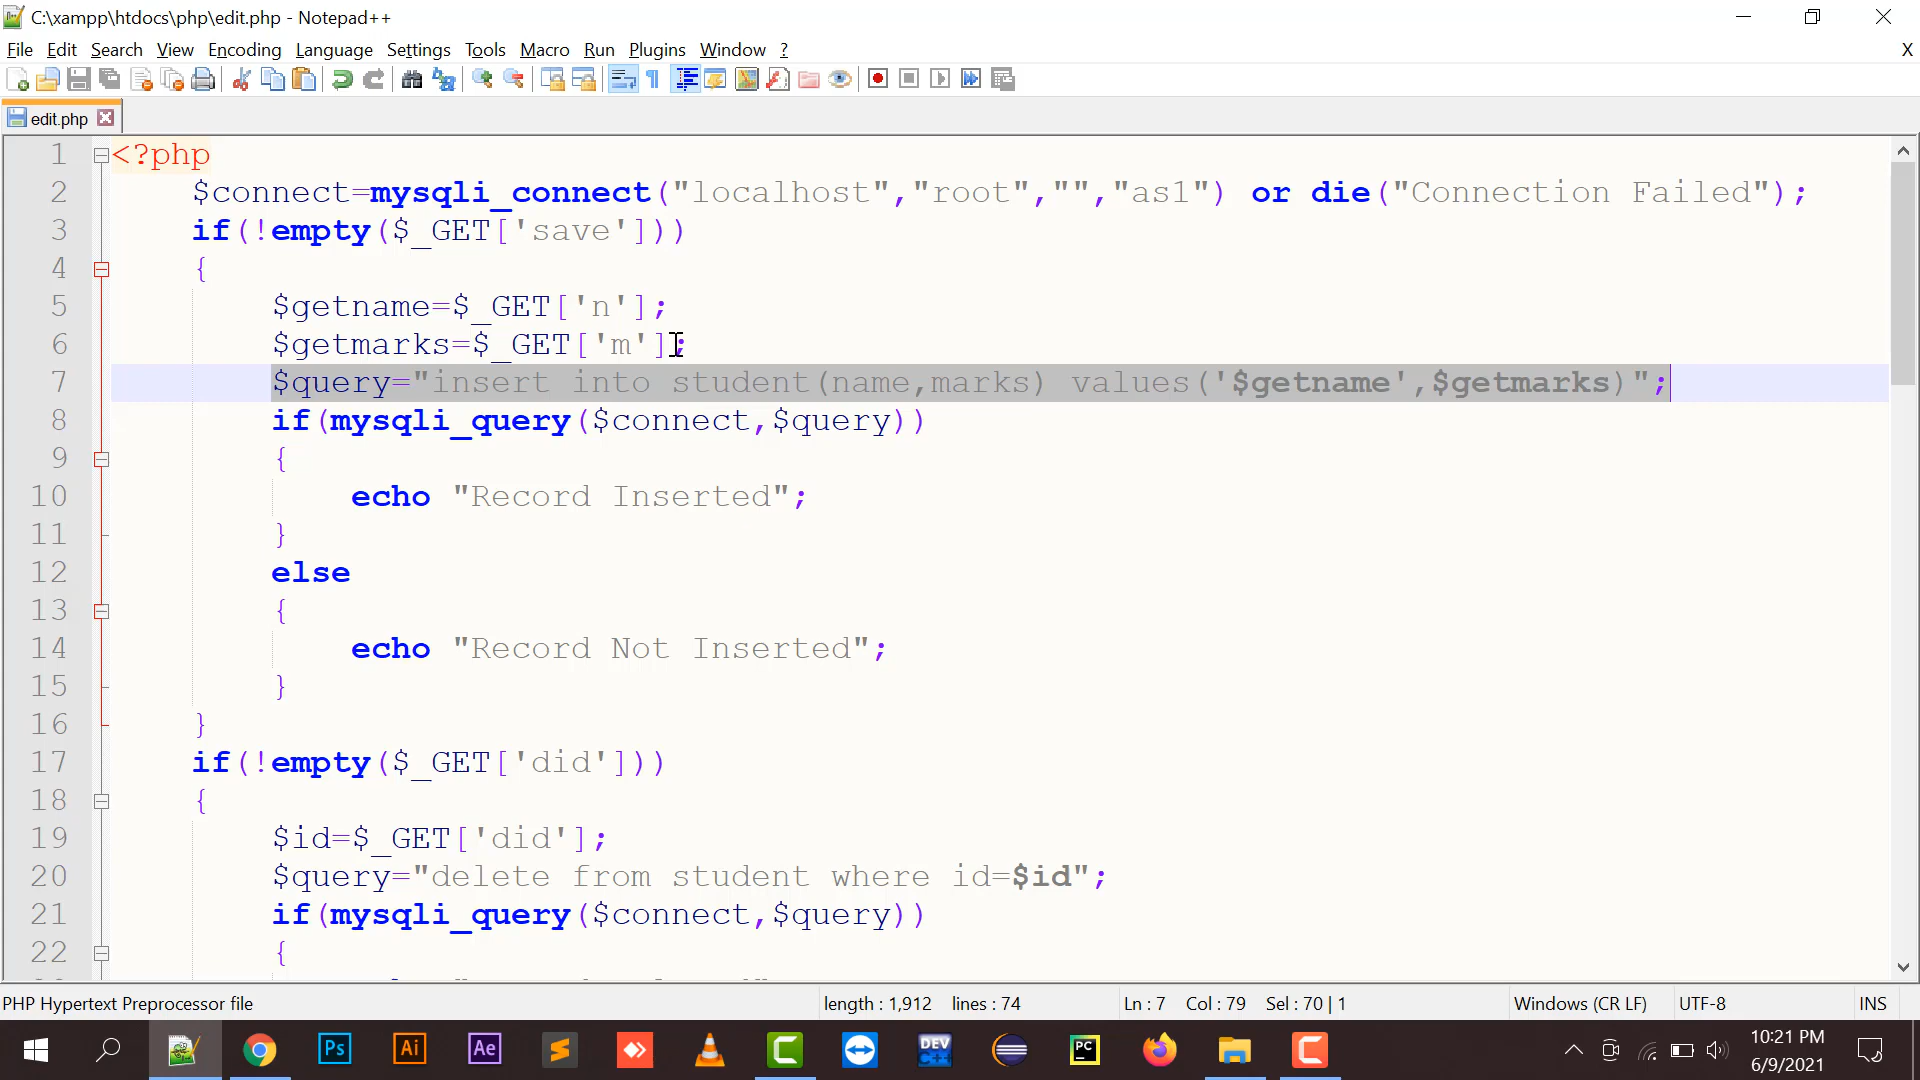 C:\xampp\htdocs\php\edit.php - Notepad++
File Edit Search View Encoding Language Settings Tools Macro Run Plugins Window ? X
edit.php
1 <?php
2 $connect=mysqli_connect("localhost","root","","as1") or die("Connection Failed");
3 if(!empty($_GET['save']))
4 {
5 $getname=$_GET['n'];
6 $getmarks=$_GET['m'];
7 $query="insert into student(name,marks) values('$getname',$getmarks)";
8 if(mysqli_query($connect,$query))
9 {
10 echo "Record Inserted";
11 }
12 else
13 {
14 echo "Record Not Inserted";
15 }
16 }
17 if(!empty($_GET['did']))
18 {
19 $id=$_GET['did'];
20 $query="delete from student where id=$id";
21 if(mysqli_query($connect,$query))
22 {
PHP Hypertext Preprocessor file length : 1,912 lines : 74 Ln : 7 Col : 79 Sel : 70 | 1 Windows (CR LF) UTF-8 INS
Ps Ai Ae DEV C++ PC
10:21 PM
6/9/2021